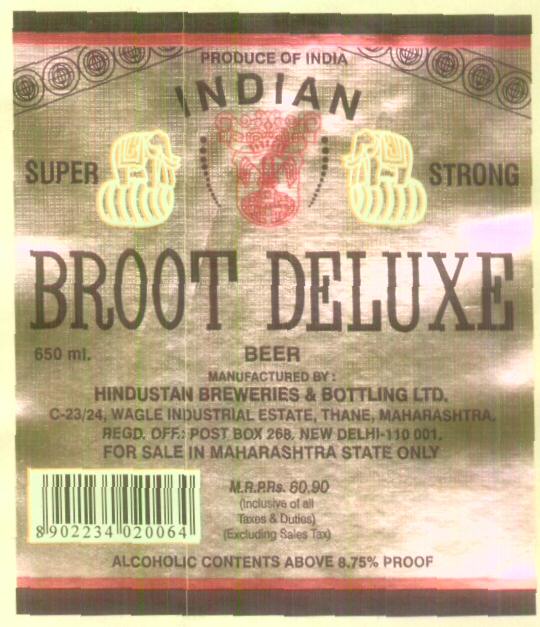 PRODUCE OF INDIA
INDIAN
SUPER STRONG
BROOT DELUXE
650 ml. BEER
MANUFACTURED BY :
HINDUSTAN BREWERIES & BOTTLING LTD.
C-23/24, WAGLE INDUSTRIAL ESTATE, THANE, MAHARASHTRA.
REGD. OFF.: POST BOX 268, NEW DELHI-110 001.
FOR SALE IN MAHARASHTRA STATE ONLY
M.R.P.Rs. 60.90
(Inclusive of all
Taxes & Duties)
(Excluding Sales Tax)
8 902234 020064
ALCOHOLIC CONTENTS ABOVE 8.75% PROOF